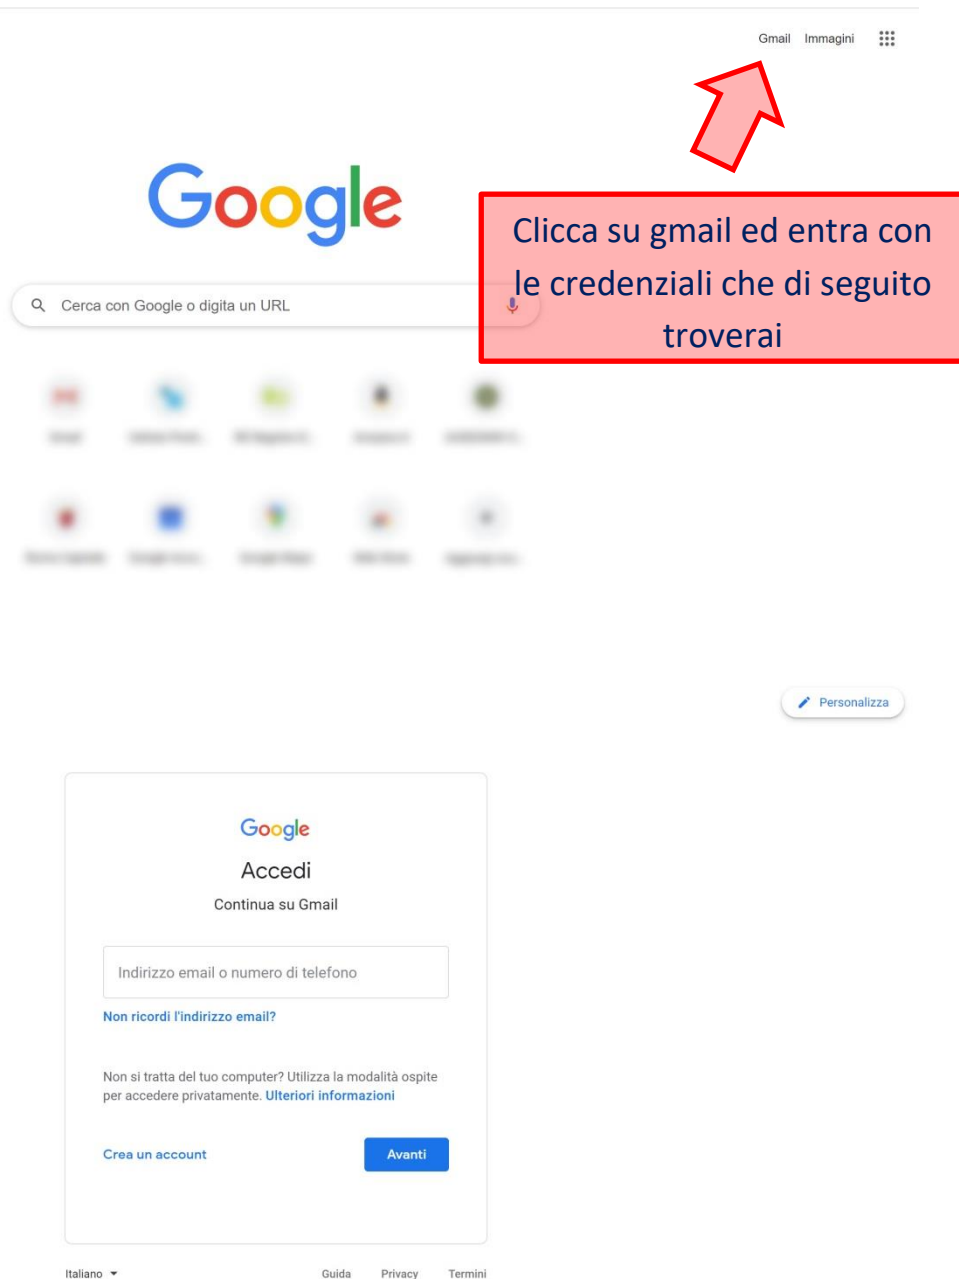 Gmail Immagini
Google
Clicca su gmail ed entra con
le credenziali che di seguito
troverai
Cerca con Google o digita un URL
Gmail
Personalizza
Google
Accedi
Continua su Gmail
Indirizzo email o numero di telefono
Non ricordi l'indirizzo email?
Non si tratta del tuo computer? Utilizza la modalità ospite
per accedere privatamente. Ulteriori informazioni
Crea un account Avanti
Italiano Guida Privacy Termini